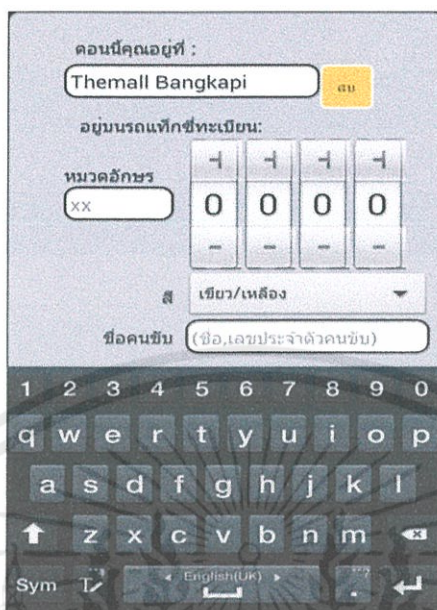 ตอนนี้คุณอยู่ที่ :
Themall Bangkapi ลบ
อยู่บนรถแท็กซี่ทะเบียน:
หมวดอักษร
xx 0 0 0 0
สี เขียว/เหลือง
ชื่อคนขับ (ชื่อ,เลขประจำตัวคนขับ)
1 2 3 4 5 6 7 8 9 0
q w e r t y u i o p
a s d f g h j k l
z x c v b n m
Sym T English(UK) .